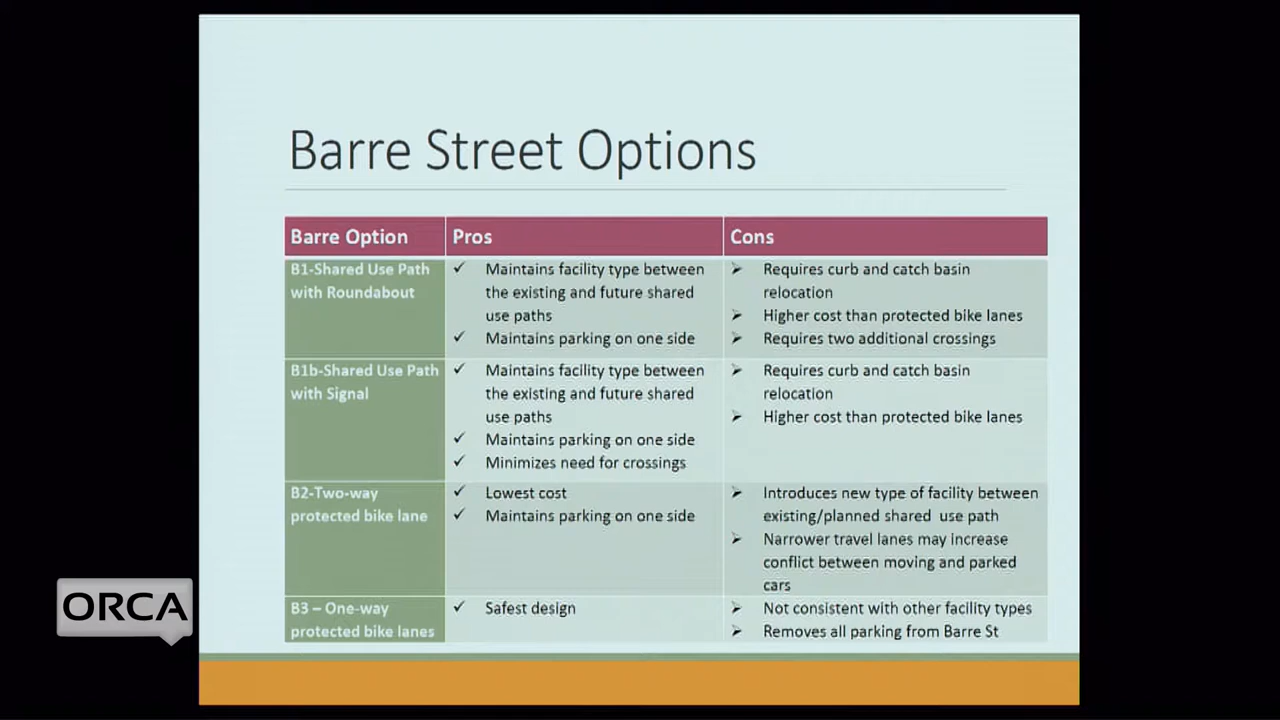 Barre Street Options
Barre Option Pros Cons
B1-Shared Use Path
with Roundabout
✓ Maintains facility type between
the existing and future shared
use paths
✓ Maintains parking on one side
➢ Requires curb and catch basin
relocation
➢ Higher cost than protected bike lanes
➢ Requires two additional crossings
B1b-Shared Use Path
with Signal
✓ Maintains facility type between
the existing and future shared
use paths
✓ Maintains parking on one side
✓ Minimizes need for crossings
➢ Requires curb and catch basin
relocation
➢ Higher cost than protected bike lanes
B2-Two-way
protected bike lane
✓ Lowest cost
✓ Maintains parking on one side
➢ Introduces new type of facility between
existing/planned shared use path
➢ Narrower travel lanes may increase
conflict between moving and parked
cars
B3 – One-way
protected bike lanes
✓ Safest design
➢ Not consistent with other facility types
➢ Removes all parking from Barre St
ORCA